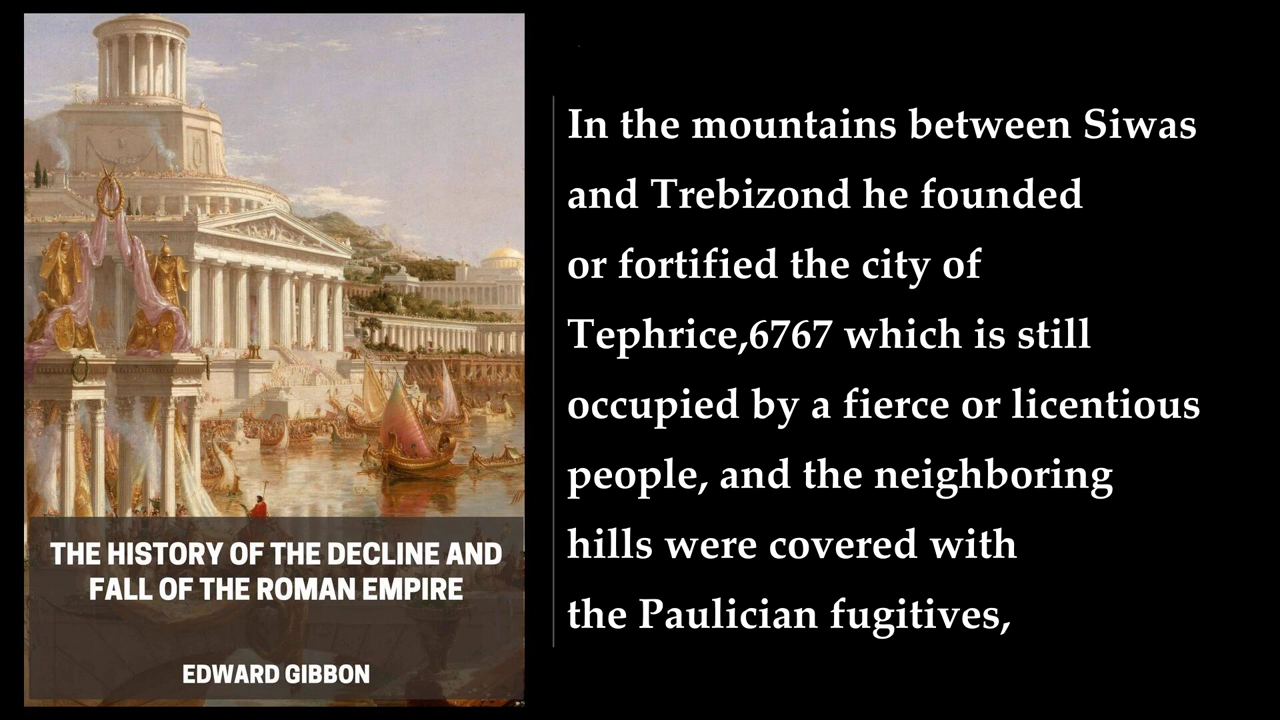 THE HISTORY OF THE DECLINE AND
FALL OF THE ROMAN EMPIRE
EDWARD GIBBON
In the mountains between Siwas
and Trebizond he founded
or fortified the city of
Tephrice,6767 which is still
occupied by a fierce or licentious
people, and the neighboring
hills were covered with
the Paulician fugitives,